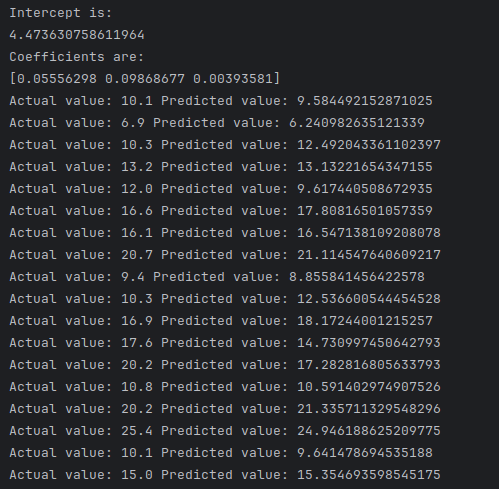 Intercept is:
4.473630758611964
Coefficients are:
[0.05556298 0.09868677 0.00393581]
Actual value: 10.1 Predicted value: 9.584492152871025
Actual value: 6.9 Predicted value: 6.240982635121339
Actual value: 10.3 Predicted value: 12.492043361102397
Actual value: 13.2 Predicted value: 13.13221654347155
Actual value: 12.0 Predicted value: 9.617440508672935
Actual value: 16.6 Predicted value: 17.80816501057359
Actual value: 16.1 Predicted value: 16.547138109208078
Actual value: 20.7 Predicted value: 21.114547640609217
Actual value: 9.4 Predicted value: 8.855841456422578
Actual value: 10.3 Predicted value: 12.536600544454528
Actual value: 16.9 Predicted value: 18.17244001215257
Actual value: 17.6 Predicted value: 14.730997450642793
Actual value: 20.2 Predicted value: 17.282816805633793
Actual value: 10.8 Predicted value: 10.591402974907526
Actual value: 20.2 Predicted value: 21.335711329548296
Actual value: 25.4 Predicted value: 24.946188625209775
Actual value: 10.1 Predicted value: 9.641478694535188
Actual value: 15.0 Predicted value: 15.354693598545175